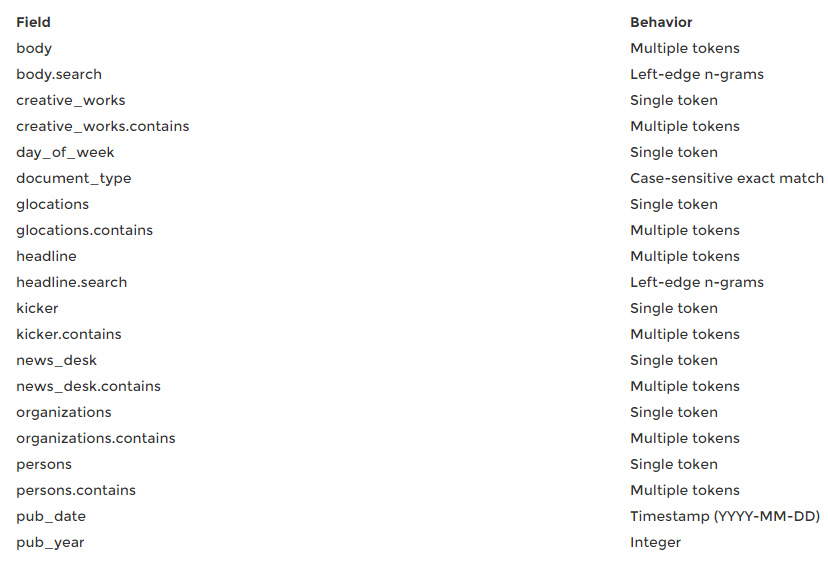 Field Behavior
body Multiple tokens
body.search Left-edge n-grams
creative_works Single token
creative_works.contains Multiple tokens
day_of_week Single token
document_type Case-sensitive exact match
glocations Single token
glocations.contains Multiple tokens
headline Multiple tokens
headline.search Left-edge n-grams
kicker Single token
kicker.contains Multiple tokens
news_desk Single token
news_desk.contains Multiple tokens
organizations Single token
organizations.contains Multiple tokens
persons Single token
persons.contains Multiple tokens
pub_date Timestamp (YYYY-MM-DD)
pub_year Integer